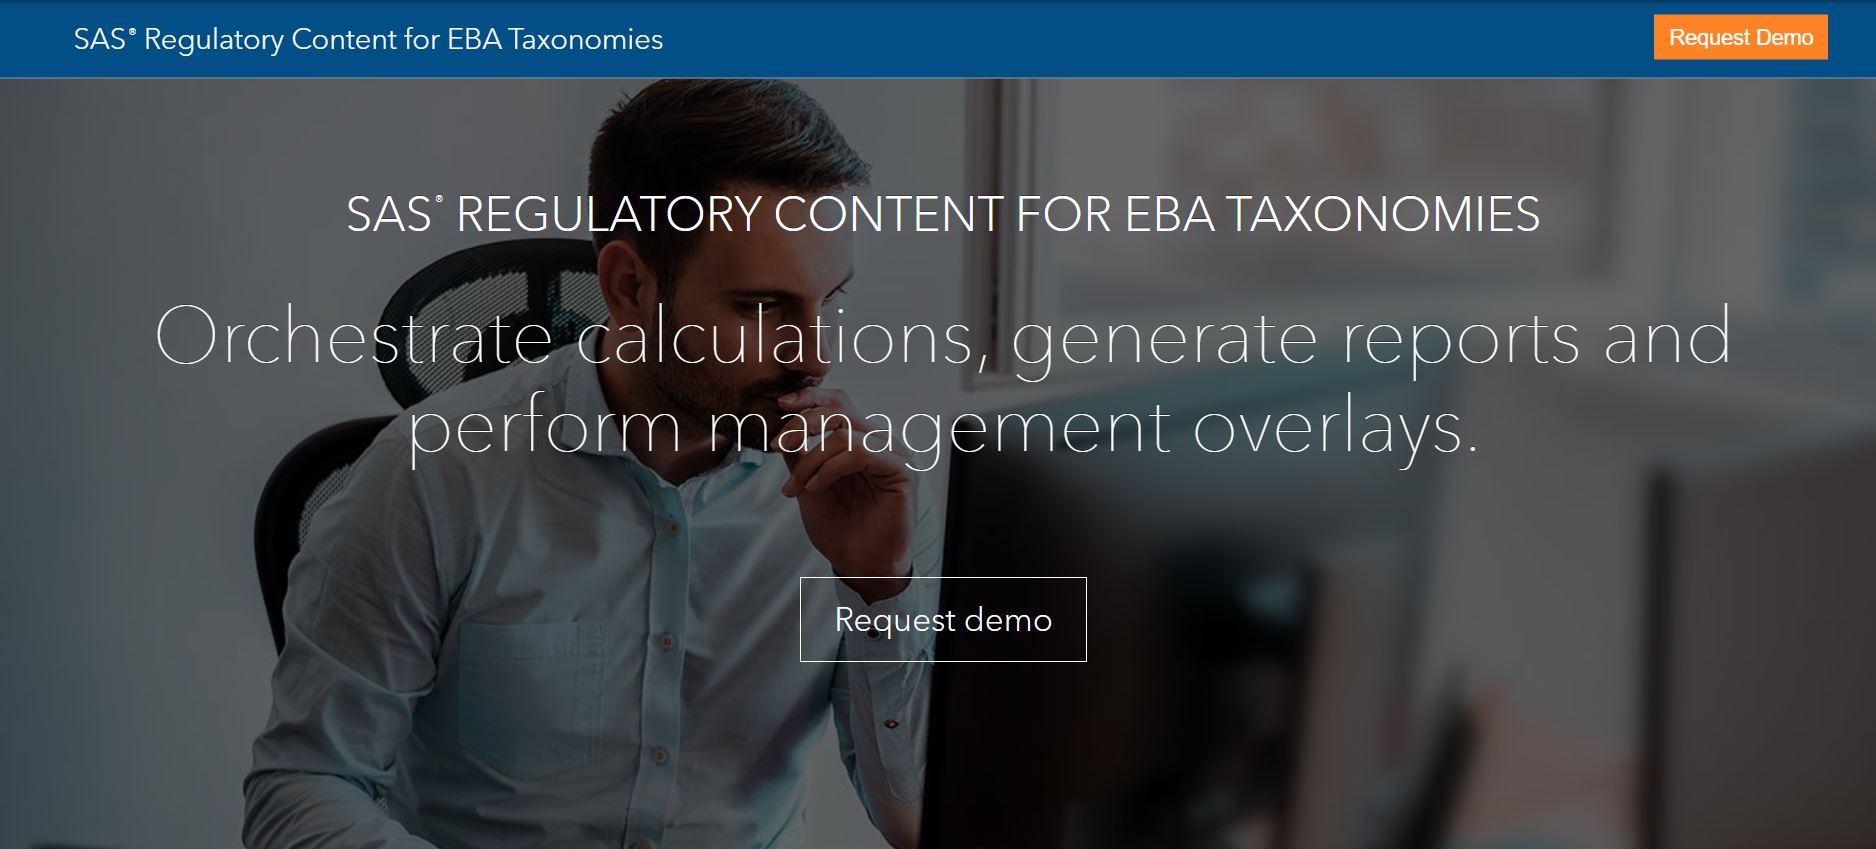 SAS® Regulatory Content for EBA Taxonomies
Request Demo
SAS® REGULATORY CONTENT FOR EBA TAXONOMIES
Orchestrate calculations, generate reports and
perform management overlays.
Request demo